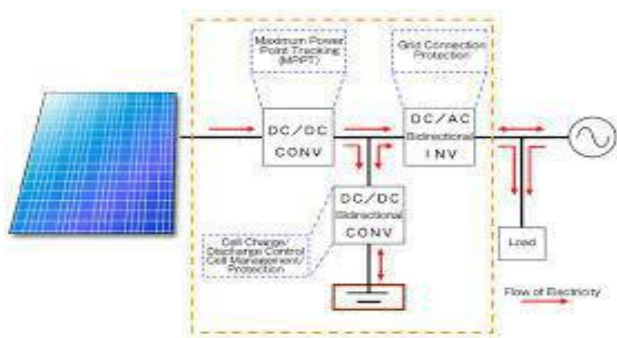 Maximum Power
Point Tracking
(MPPT)
Grid Connection
Protection
DC/DC
CONV
DC/AC
Bidirectional
INV
DC/DC
Bidirectional
CONV
Cell Charge/
Discharge Control
Cell Management/
Protection
Load
Flow of Electricity